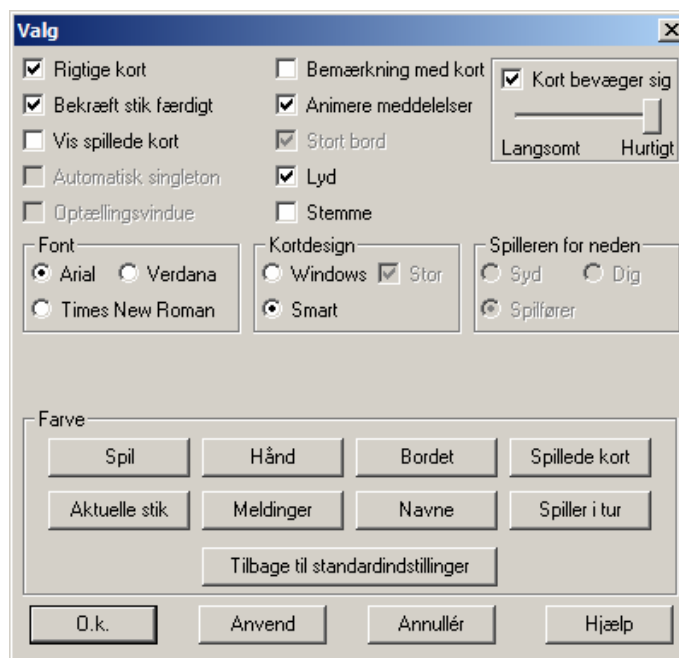 Valg
Rigtige kort
Bekræft stik færdigt
Vis spillede kort
Automatisk singleton
Optællingsvindue
Bemærkning med kort
Animere meddelelser
Stort bord
Lyd
Stemme
Kort bevæger sig
Langsomt Hurtigt
Font
Arial Verdana
Times New Roman
Kortdesign
Windows Stor
Smart
Spilleren for neden
Syd Dig
Spilfører
Farve
Spil Hånd Bordet Spillede kort
Aktuelle stik Meldinger Navne Spiller i tur
Tilbage til standardindstillinger
O.k. Anvend Annullér Hjælp